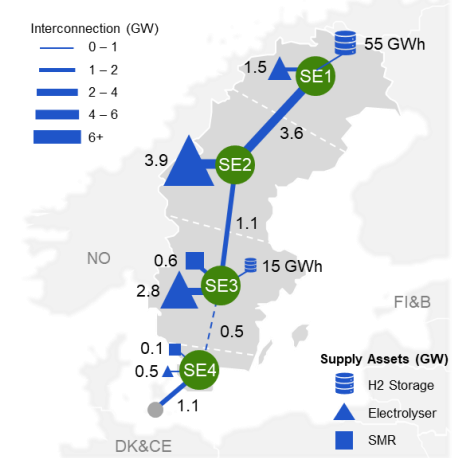 Interconnection (GW)
0 – 1
1 – 2
2 – 4
4 – 6
6+
55 GWh
1.5
SE1
3.6
3.9
SE2
1.1
NO
0.6
15 GWh
2.8
SE3
FI&B
0.5
0.1
0.5
SE4
1.1
DK&CE
Supply Assets (GW)
H2 Storage
Electrolyser
SMR